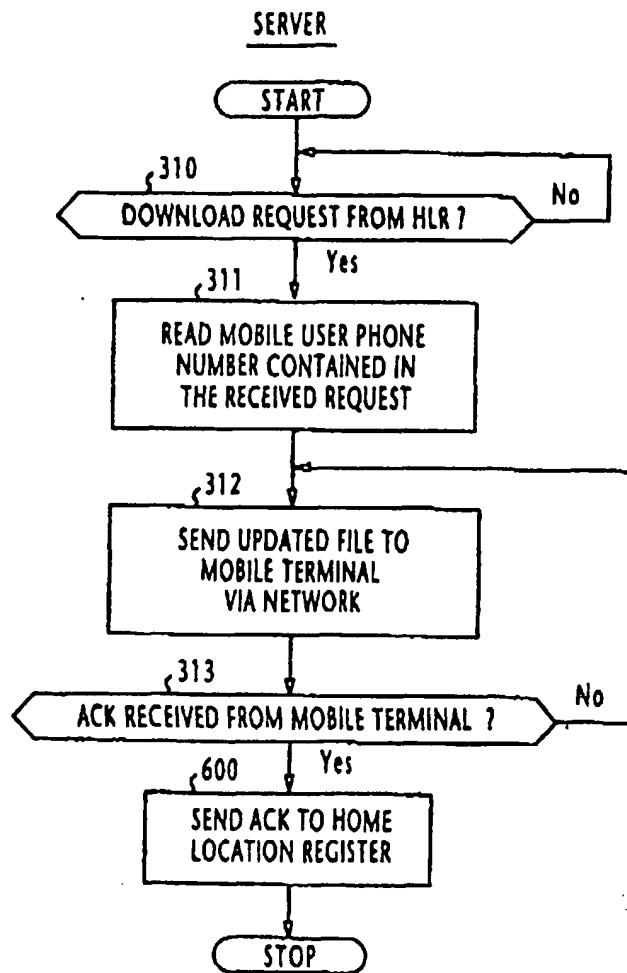 SERVER
START
310
DOWNLOAD REQUEST FROM HLR ?
No
Yes
311
READ MOBILE USER PHONE
NUMBER CONTAINED IN
THE RECEIVED REQUEST
312
SEND UPDATED FILE TO
MOBILE TERMINAL
VIA NETWORK
313
ACK RECEIVED FROM MOBILE TERMINAL ?
No
Yes
600
SEND ACK TO HOME
LOCATION REGISTER
STOP